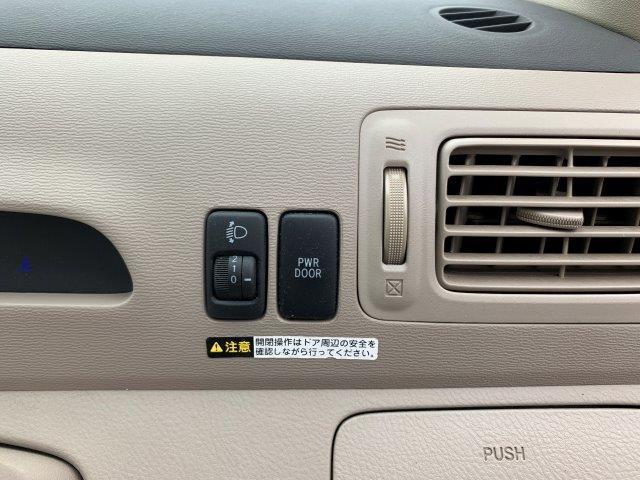 2
1
0
PWR
DOOR
注意 開閉操作はドア周辺の安全を
確認しながら行ってください。
PUSH